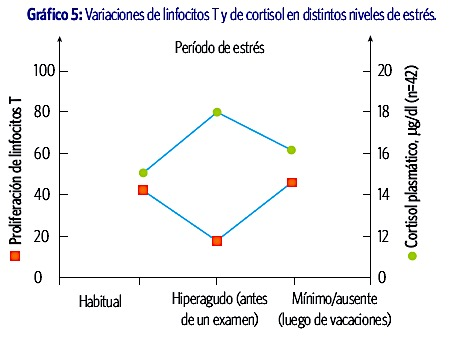 Gráfico 5: Variaciones de linfocitos T y de cortisol en distintos niveles de estrés.
Período de estrés
Proliferación de linfocitos T
100
80
60
40
20
0
20
18
16
14
12
0
Cortisol plasmático, µg/dl (n=42)
Habitual
Hiperagudo (antes
de un examen)
Mínimo/ausente
(luego de vacaciones)